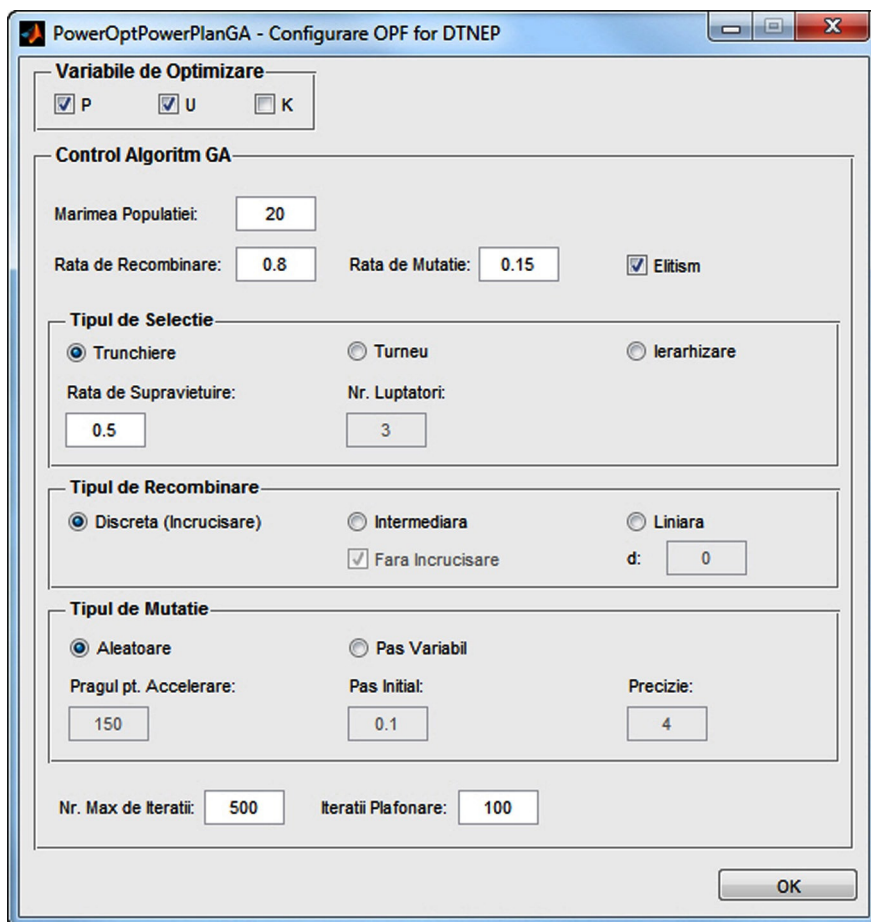 PowerOptPowerPlanGA - Configurare OPF for DTNEP
Variabile de Optimizare
P U K
Control Algoritm GA
Marimea Populatiei: 20
Rata de Recombinare: 0.8 Rata de Mutatie: 0.15 Elitism
Tipul de Selectie
Trunchiere Turneu Ierarhizare
Rata de Supravietuire: Nr. Luptatori:
0.5 3
Tipul de Recombinare
Discreta (Incrucisare) Intermediara Liniara
Fara Incrucisare d: 0
Tipul de Mutatie
Aleatoare Pas Variabil
Pragul pt. Accelerare: Pas Initial: Precizie:
150 0.1 4
Nr. Max de Iteratii: 500 Iteratii Plafonare: 100
OK